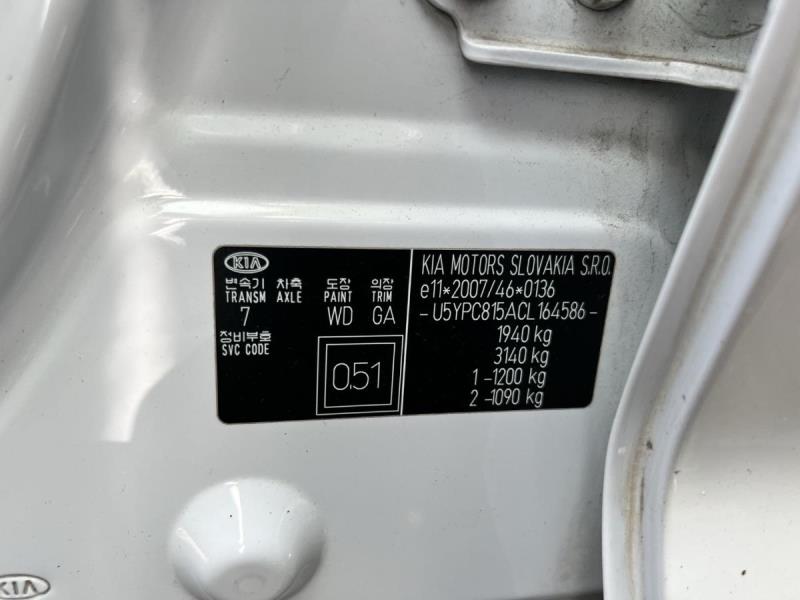 KIA
변속기 차축 도장 의장
TRANSM AXLE PAINT TRIM
7 WD GA
정비부호
SVC CODE
0.51
KIA MOTORS SLOVAKIA S.R.O.
e11*2007/46*0136
-U5YPC815ACL164586-
1940 kg
3140 kg
1 -1200 kg
2 -1090 kg
KIA